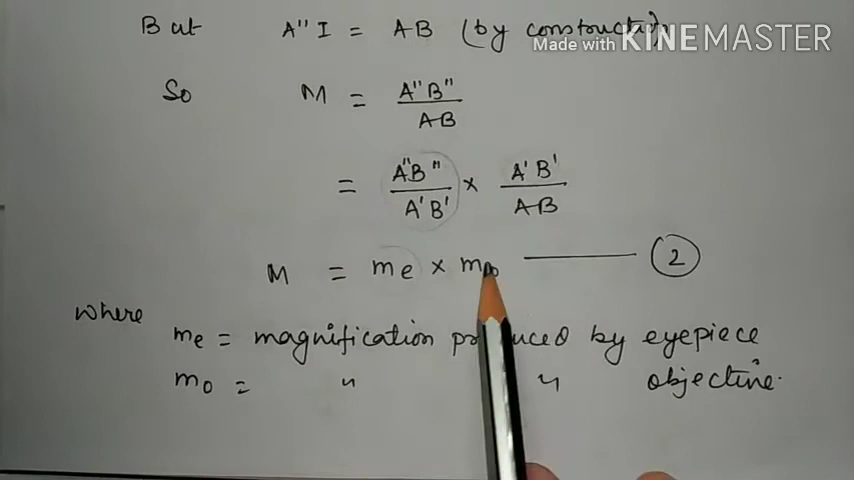 But A"I = AB (by constructi
Made with KINEMASTER
So M = A"B" / AB
= A"B" / A'B' × A'B' / AB
M = me × mo ——— 2
where
me = magnification produced by eyepiece
mo = " " objective.